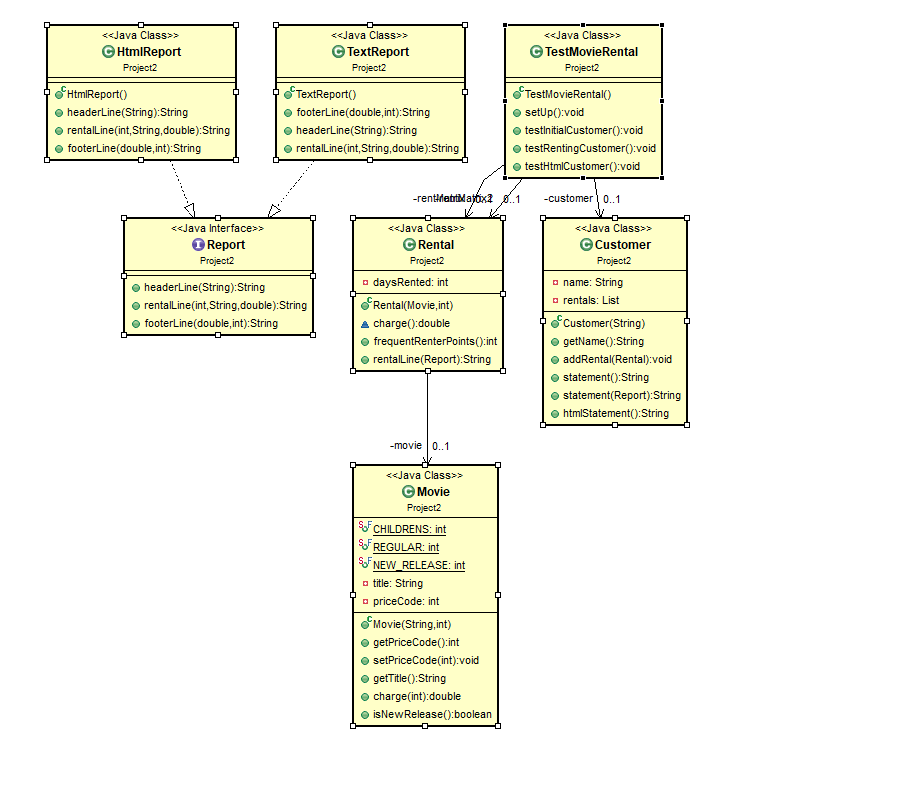 <<Java Class>>
HtmlReport
Project2
HtmlReport()
headerLine(String):String
rentalLine(int,String,double):String
footerLine(double,int):String
<<Java Class>>
TextReport
Project2
TextReport()
footerLine(double,int):String
headerLine(String):String
rentalLine(int,String,double):String
<<Java Class>>
TestMovieRental
Project2
TestMovieRental()
setUp():void
testInitialCustomer():void
testRentingCustomer():void
testHtmlCustomer():void
0..1
0..1
-customer
0..1
<<Java Interface>>
Report
Project2
headerLine(String):String
rentalLine(int,String,double):String
footerLine(double,int):String
<<Java Class>>
Rental
Project2
daysRented: int
Rental(Movie,int)
charge():double
frequentRenterPoints():int
rentalLine(Report):String
<<Java Class>>
Customer
Project2
name: String
rentals: List
Customer(String)
getName():String
addRental(Rental):void
statement():String
statement(Report):String
htmlStatement():String
-movie
0..1
<<Java Class>>
Movie
Project2
CHILDRENS: int
REGULAR: int
NEW_RELEASE: int
title: String
priceCode: int
Movie(String,int)
getPriceCode():int
setPriceCode(int):void
getTitle():String
charge(int):double
isNewRelease():boolean